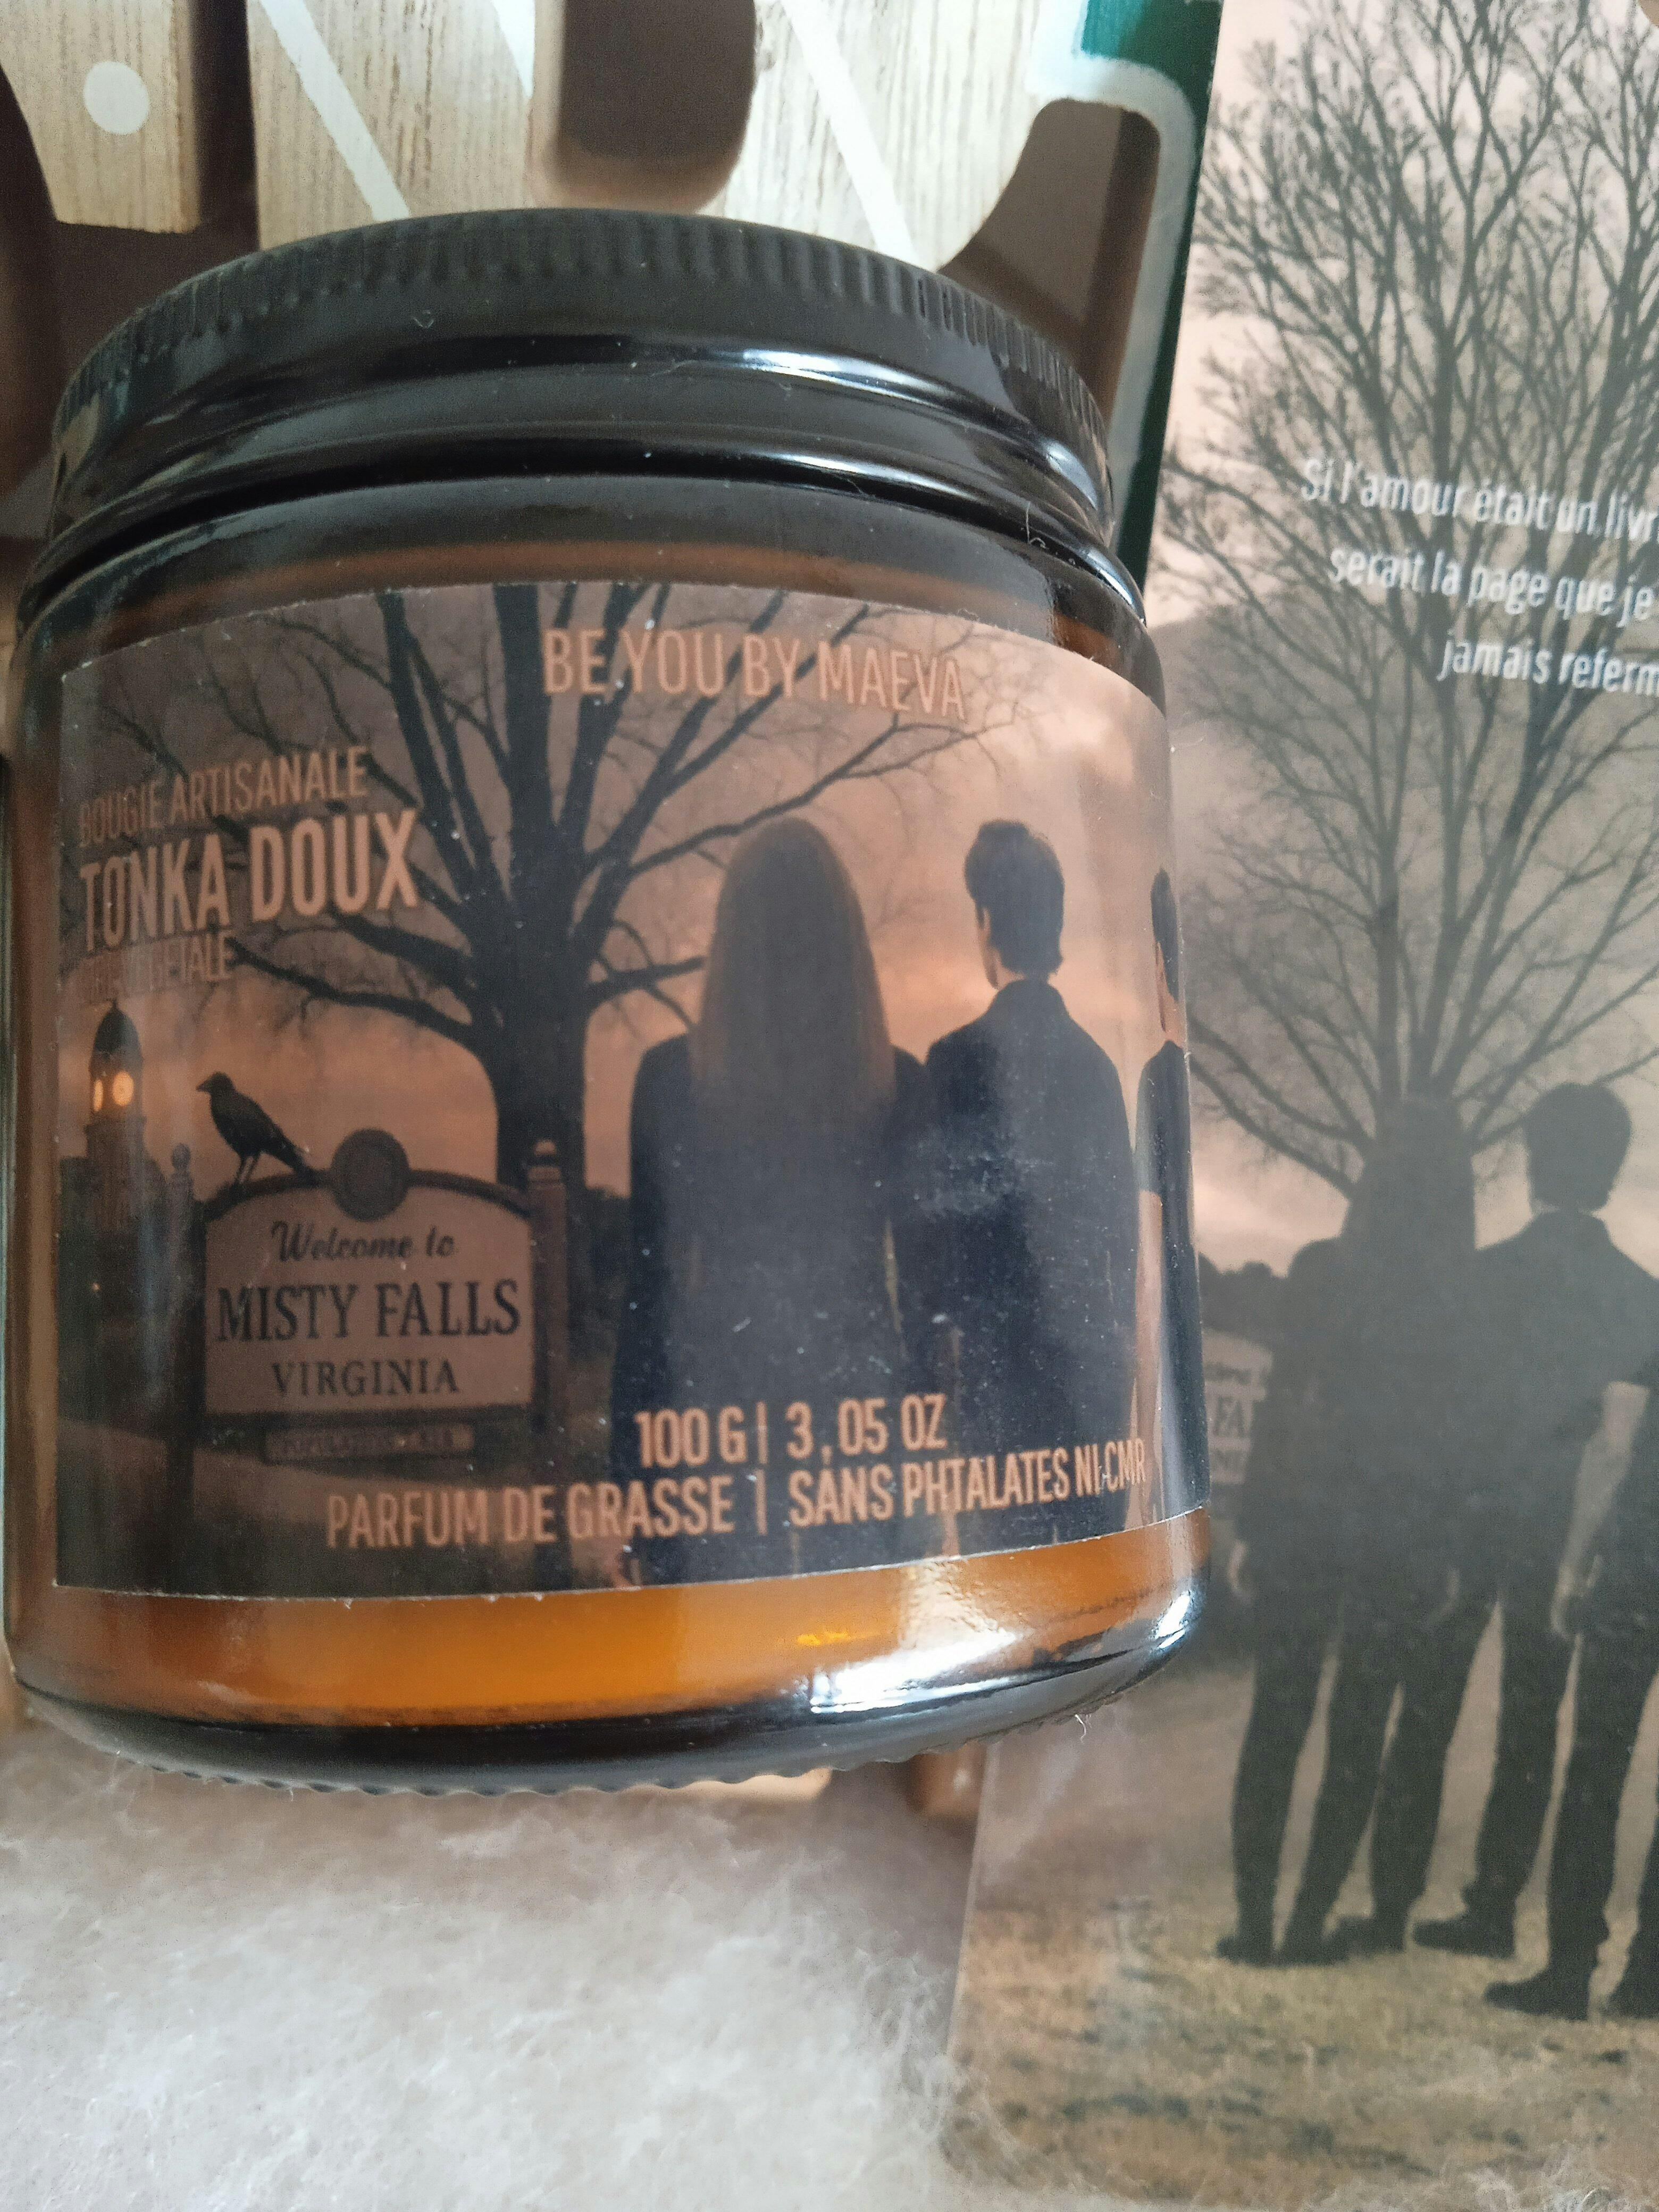 BE YOU BY MAEVA
BOUGIE ARTISANALE
TONKA DOUX
Welcome to
MISTY FALLS
VIRGINIA
100 G | 3,05 OZ
PARFUM DE GRASSE | SANS PHTALATES NI CMR
Si l'amour était un livr
serait la page que je
jamais referm
FA